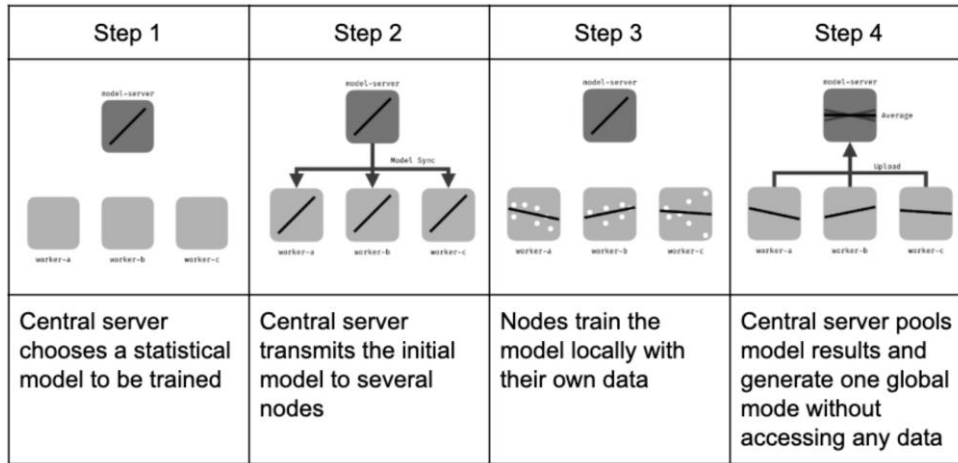 Step 1
Step 2
Step 3
Step 4
model-server
worker-a
worker-b
worker-c
model-server
Model Sync
worker-a
worker-b
worker-c
model-server
worker-a
worker-b
worker-c
model-server
Average
Upload
worker-a
worker-b
worker-c
Central server
chooses a statistical
model to be trained
Central server
transmits the initial
model to several
nodes
Nodes train the
model locally with
their own data
Central server pools
model results and
generate one global
mode without
accessing any data